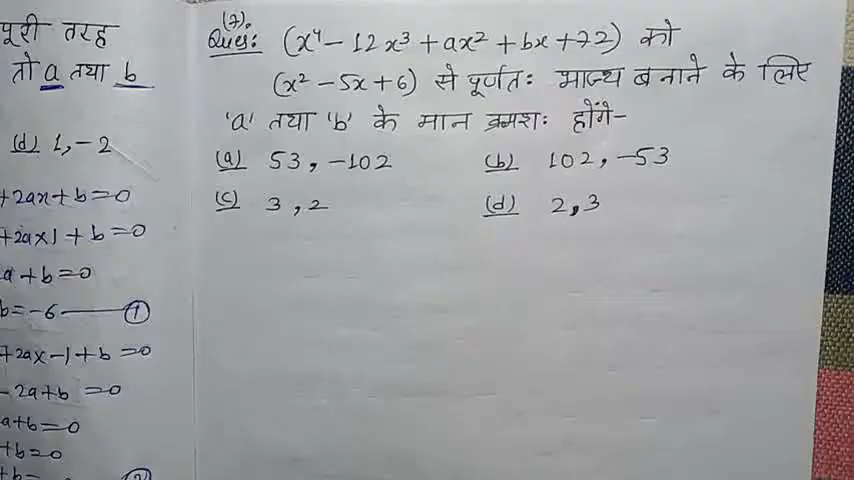 पूरी तरह
तो a तथा b
(d) 1, -2
+2ax+b=0
+2a×1+b=0
a+b=0
b=-6 — ①
+2ax-1+b=0
-2a+b=0
a+b=0
+b=0
(7).
Ques: (x⁴ - 12x³ + ax² + bx + 72) को
(x² - 5x + 6) से पूर्णतः भाज्य बनाने के लिए
'a' तथा 'b' के मान क्रमशः होंगे-
(a) 53, -102 (b) 102, -53
(c) 3, 2 (d) 2, 3